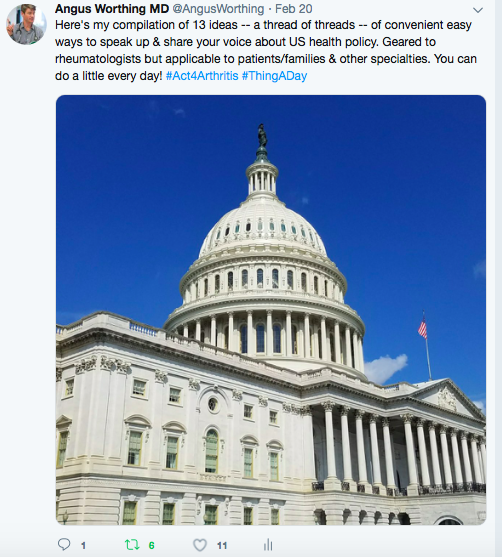 Angus Worthing MD @AngusWorthing · Feb 20
Here's my compilation of 13 ideas -- a thread of threads -- of convenient easy
ways to speak up & share your voice about US health policy. Geared to
rheumatologists but applicable to patients/families & other specialties. You can
do a little every day! #Act4Arthritis #ThingADay
1 6 11